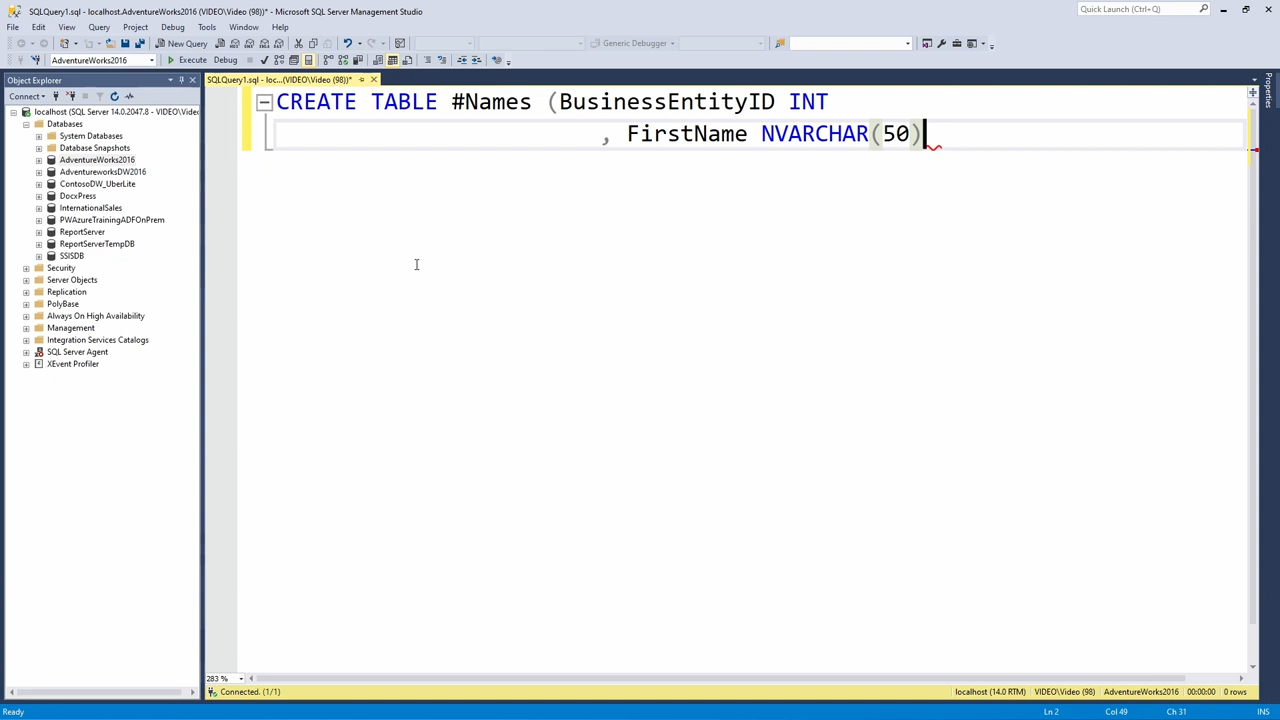 SQLQuery1.sql - localhost.AdventureWorks2016 (VIDEO\Video (98))* - Microsoft SQL Server Management Studio
Quick Launch (Ctrl+Q)
File Edit View Query Project Debug Tools Window Help
New Query
Generic Debugger
AdventureWorks2016
Execute Debug
Object Explorer
SQLQuery1.sql - loc...(VIDEO\Video (98))*
Properties
Connect
CREATE TABLE #Names (BusinessEntityID INT
, FirstName NVARCHAR(50)
localhost (SQL Server 14.0.2047.8 - VIDEO\Video
Databases
System Databases
Database Snapshots
AdventureWorks2016
AdventureworksDW2016
ContosoDW_UberLite
DocxPress
InternationalSales
PWAzureTrainingADFOnPrem
ReportServer
ReportServerTempDB
SSISDB
Security
Server Objects
Replication
PolyBase
Always On High Availability
Management
Integration Services Catalogs
SQL Server Agent
XEvent Profiler
283 %
Connected. (1/1)
localhost (14.0 RTM) VIDEO\Video (98) AdventureWorks2016 00:00:00 0 rows
Ready
Ln 2 Col 49 Ch 31 INS